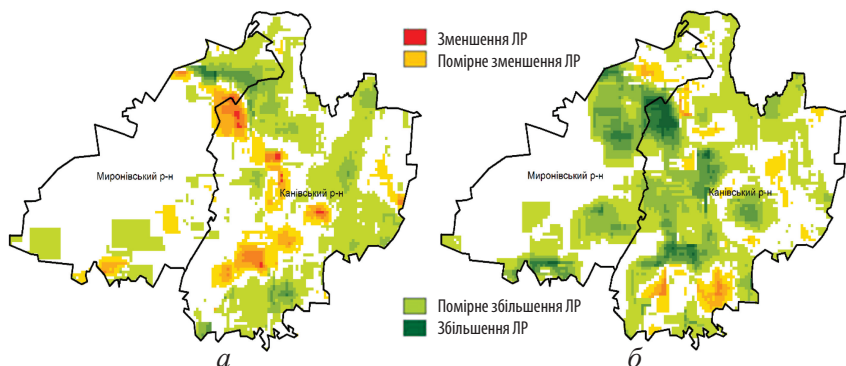 Зменшення ЛР
Помірне зменшення ЛР
Миронівський р-н
Канівський р-н
Миронівський р-н
Канівський р-н
Помірне збільшення ЛР
Збільшення ЛР
а
б